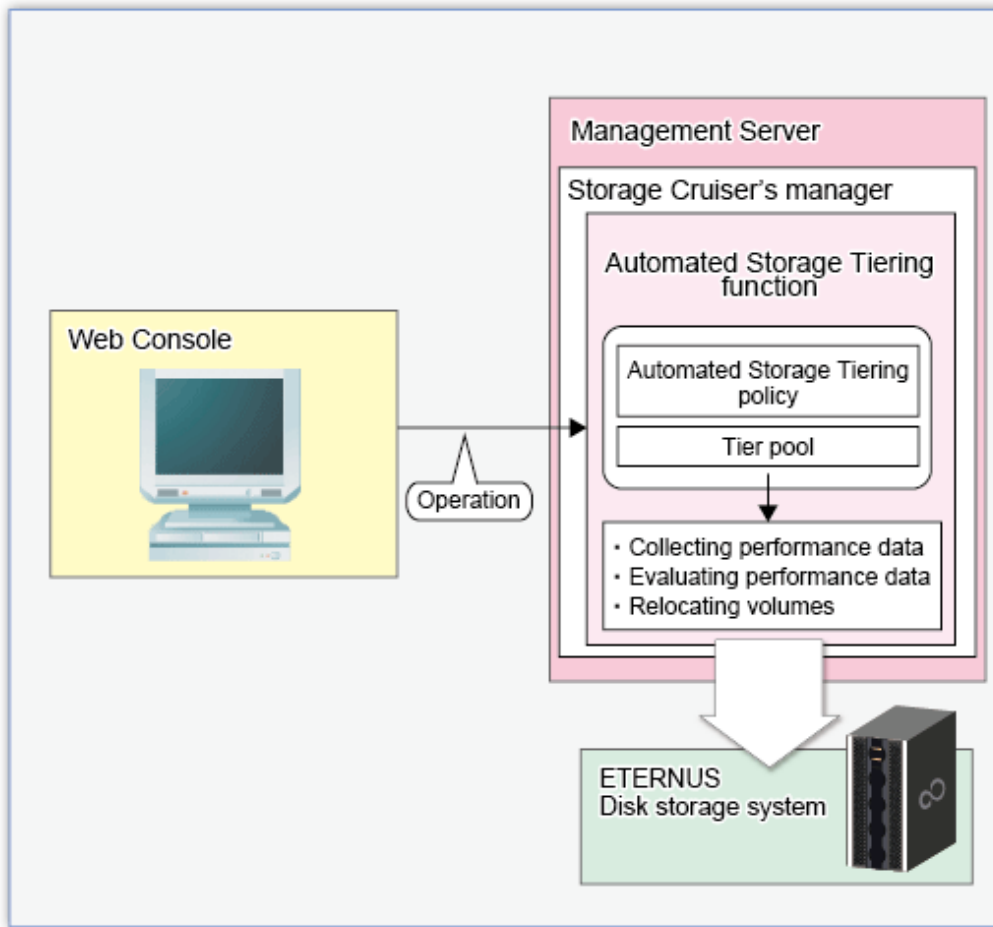 Management Server
Storage Cruiser's manager
Automated Storage Tiering
function
Web Console
Automated Storage Tiering
policy
Tier pool
Operation
・Collecting performance data
・Evaluating performance data
・Relocating volumes
ETERNUS
Disk storage system